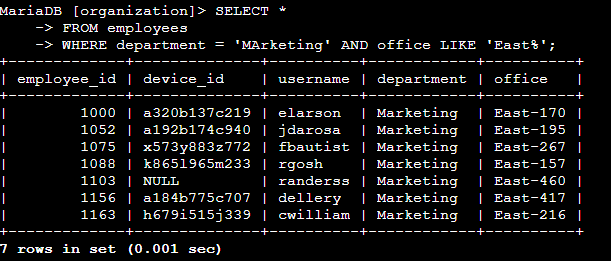 MariaDB [organization]> SELECT *
    -> FROM employees
    -> WHERE department = 'MArketing' AND office LIKE 'East%';
+-------------+--------------+----------+------------+----------+
| employee_id | device_id    | username | department | office   |
+-------------+--------------+----------+------------+----------+
|        1000 | a320b137c219 | elarson  | Marketing  | East-170 |
|        1052 | a192b174c940 | jdarosa  | Marketing  | East-195 |
|        1075 | x573y883z772 | fbautist | Marketing  | East-267 |
|        1088 | k865l965m233 | rgosh    | Marketing  | East-157 |
|        1103 | NULL         | randerss | Marketing  | East-460 |
|        1156 | a184b775c707 | dellery  | Marketing  | East-417 |
|        1163 | h679i515j339 | cwilliam | Marketing  | East-216 |
+-------------+--------------+----------+------------+----------+
7 rows in set (0.001 sec)